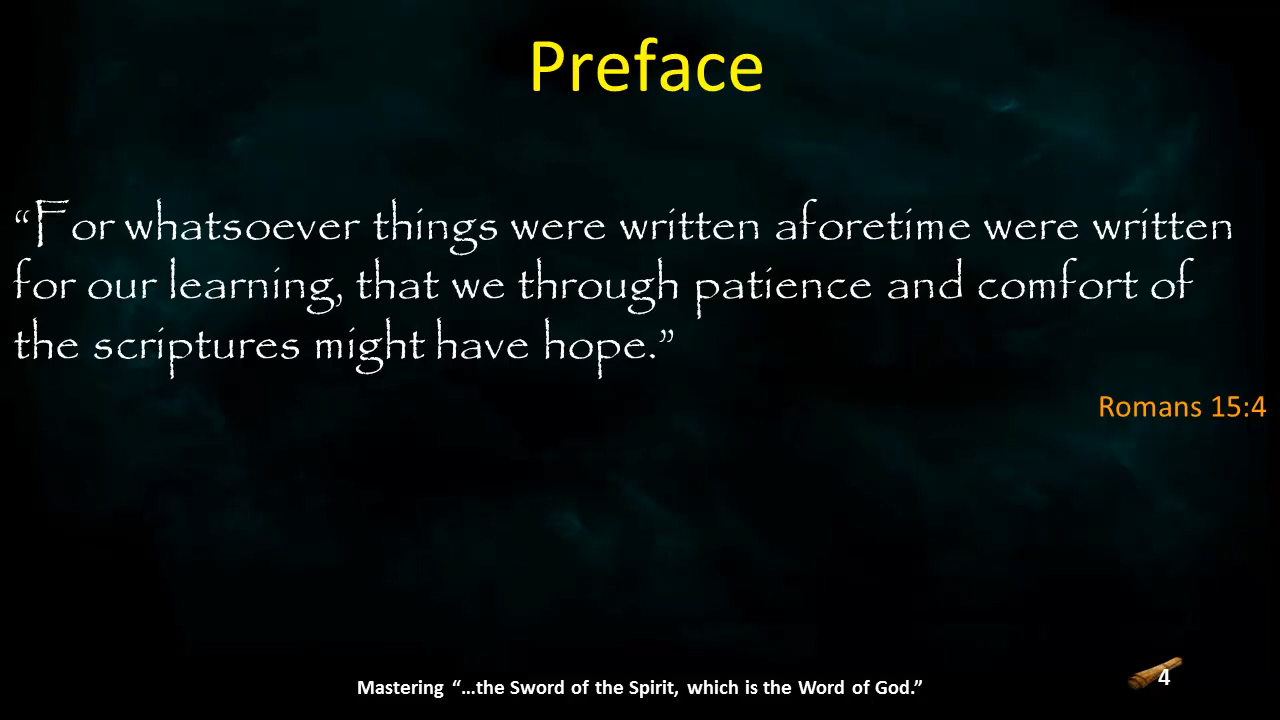 Preface
“For whatsoever things were written aforetime were written
for our learning, that we through patience and comfort of
the scriptures might have hope.”
Romans 15:4
Mastering “…the Sword of the Spirit, which is the Word of God.”
4